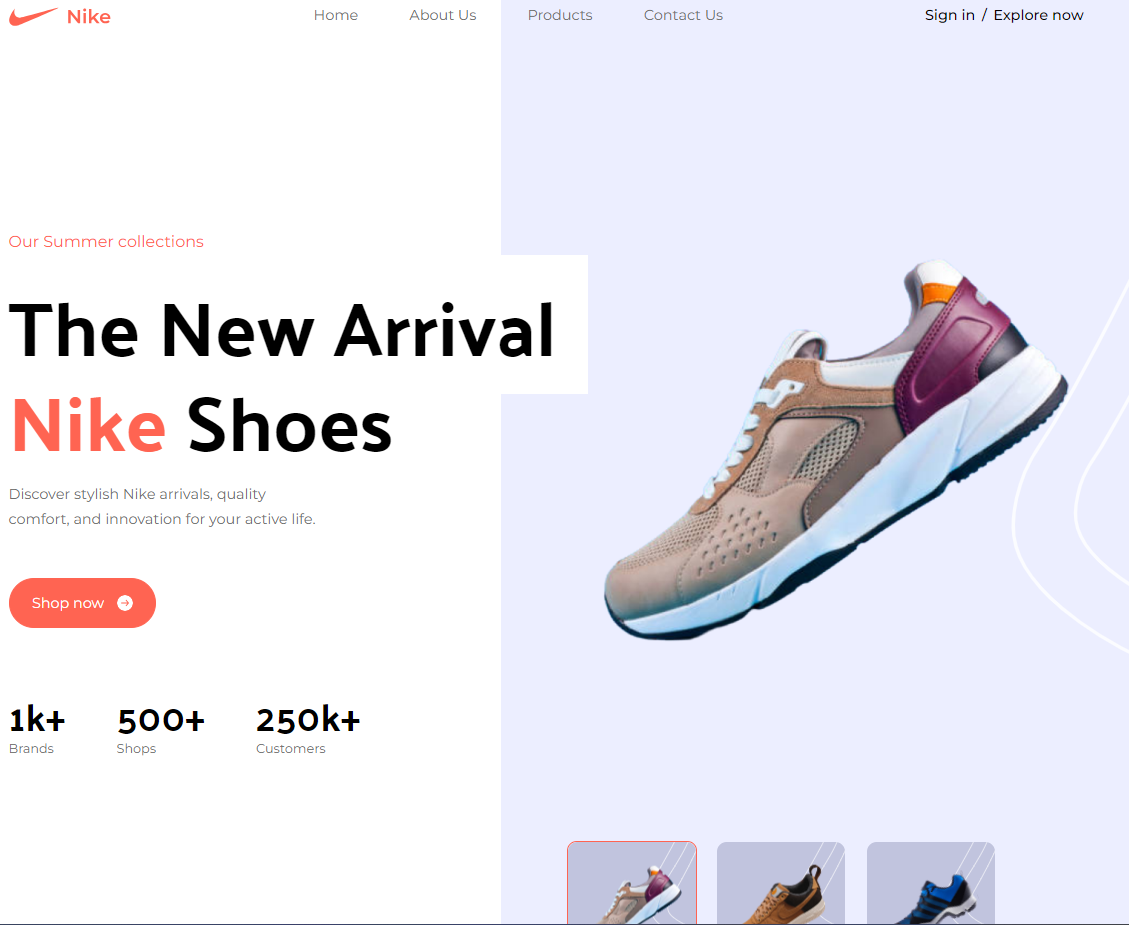 Nike
Home
About Us
Products
Contact Us
Sign in / Explore now
Our Summer collections
The New Arrival
Nike Shoes
Discover stylish Nike arrivals, quality
comfort, and innovation for your active life.
Shop now
1k+
Brands
500+
Shops
250k+
Customers